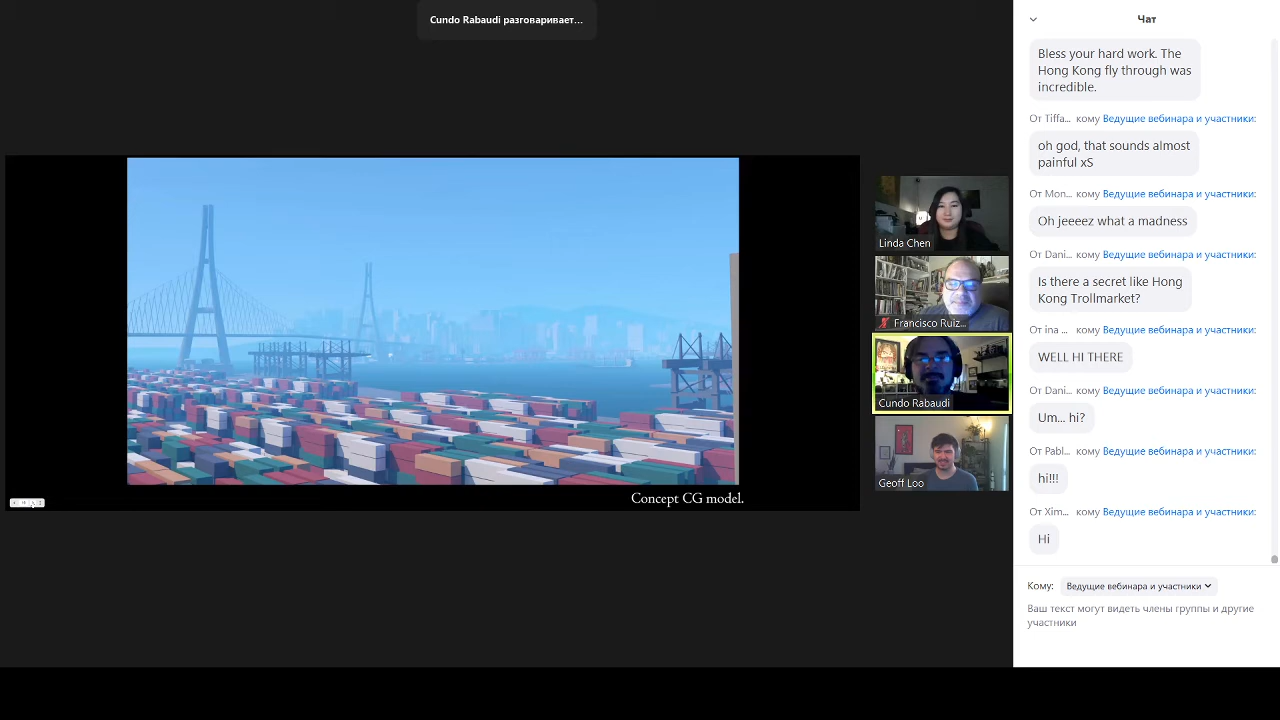 Cundo Rabaudi разговаривает...
Concept CG model.
Linda Chen
Francisco Ruiz...
Cundo Rabaudi
Geoff Loo
Чат
Bless your hard work. The
Hong Kong fly through was
incredible.
От Tiffa... кому Ведущие вебинара и участники:
oh god, that sounds almost
painful xS
От Mon... кому Ведущие вебинара и участники:
Oh jeeeez what a madness
От Dani... кому Ведущие вебинара и участники:
Is there a secret like Hong
Kong Trollmarket?
От ina ... кому Ведущие вебинара и участники:
WELL HI THERE
От Dani... кому Ведущие вебинара и участники:
Um... hi?
От Pabl... кому Ведущие вебинара и участники:
hi!!!
От Xim... кому Ведущие вебинара и участники:
Hi
Кому: Ведущие вебинара и участники
Ваш текст могут видеть члены группы и другие
участники